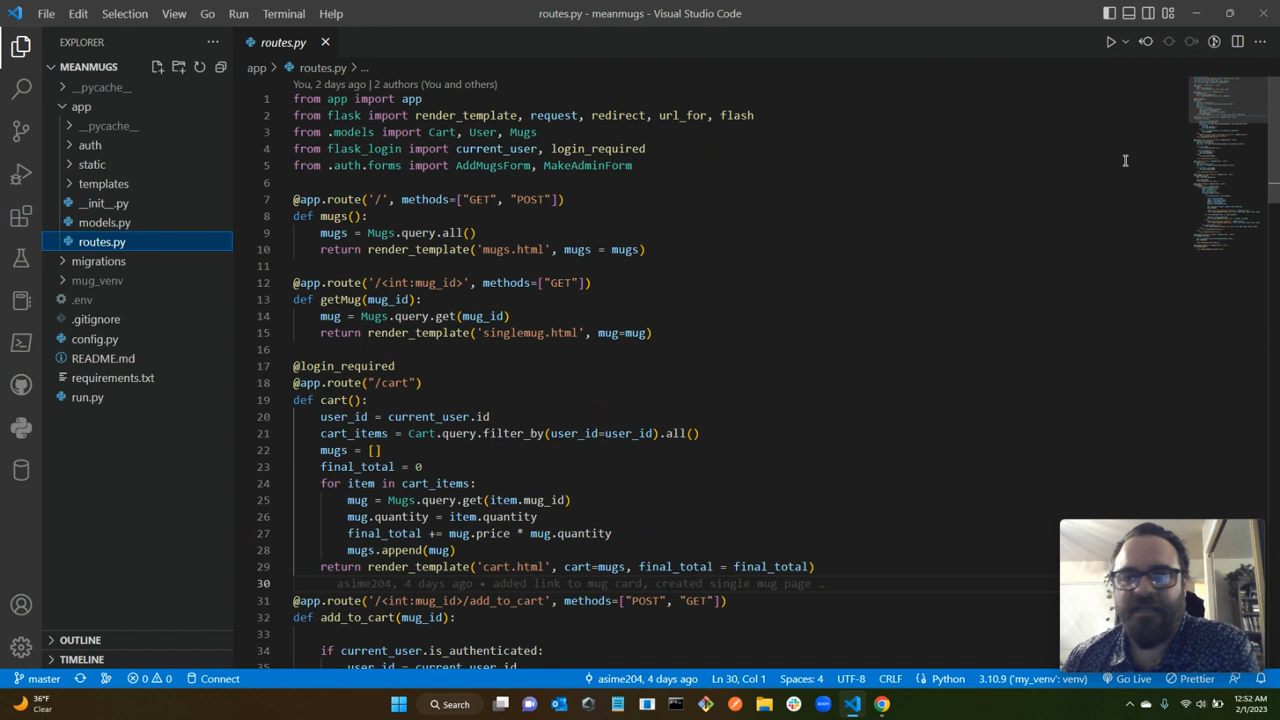 File Edit Selection View Go Run Terminal Help
routes.py - meanmugs - Visual Studio Code
EXPLORER
MEANMUGS
__pycache__
app
__pycache__
auth
static
templates
__init__.py
models.py
routes.py
migrations
mug_venv
.env
.gitignore
config.py
README.md
requirements.txt
run.py
OUTLINE
TIMELINE
routes.py
app > routes.py > ...
You, 2 days ago | 2 authors (You and others)
1 from app import app
2 from flask import render_template, request, redirect, url_for, flash
3 from .models import Cart, User, Mugs
4 from flask_login import current_user, login_required
5 from .auth.forms import AddMugsForm, MakeAdminForm
6
7 @app.route('/', methods=["GET", "POST"])
8 def mugs():
9 mugs = Mugs.query.all()
10 return render_template('mugs.html', mugs = mugs)
11
12 @app.route('/<int:mug_id>', methods=["GET"])
13 def getMug(mug_id):
14 mug = Mugs.query.get(mug_id)
15 return render_template('singlemug.html', mug=mug)
16
17 @login_required
18 @app.route("/cart")
19 def cart():
20 user_id = current_user.id
21 cart_items = Cart.query.filter_by(user_id=user_id).all()
22 mugs = []
23 final_total = 0
24 for item in cart_items:
25 mug = Mugs.query.get(item.mug_id)
26 mug.quantity = item.quantity
27 final_total += mug.price * mug.quantity
28 mugs.append(mug)
29 return render_template('cart.html', cart=mugs, final_total = final_total)
30 asime204, 4 days ago • added link to mug card, created single mug page …
31 @app.route('/<int:mug_id>/add_to_cart', methods=["POST", "GET"])
32 def add_to_cart(mug_id):
33
34 if current_user.is_authenticated:
35 user_id = current_user.id
master 0 0 Connect asime204, 4 days ago Ln 30, Col 1 Spaces: 4 UTF-8 CRLF Python 3.10.9 ('my_venv': venv) Go Live Prettier
36°F
Clear
Search
12:52 AM
2/1/2023